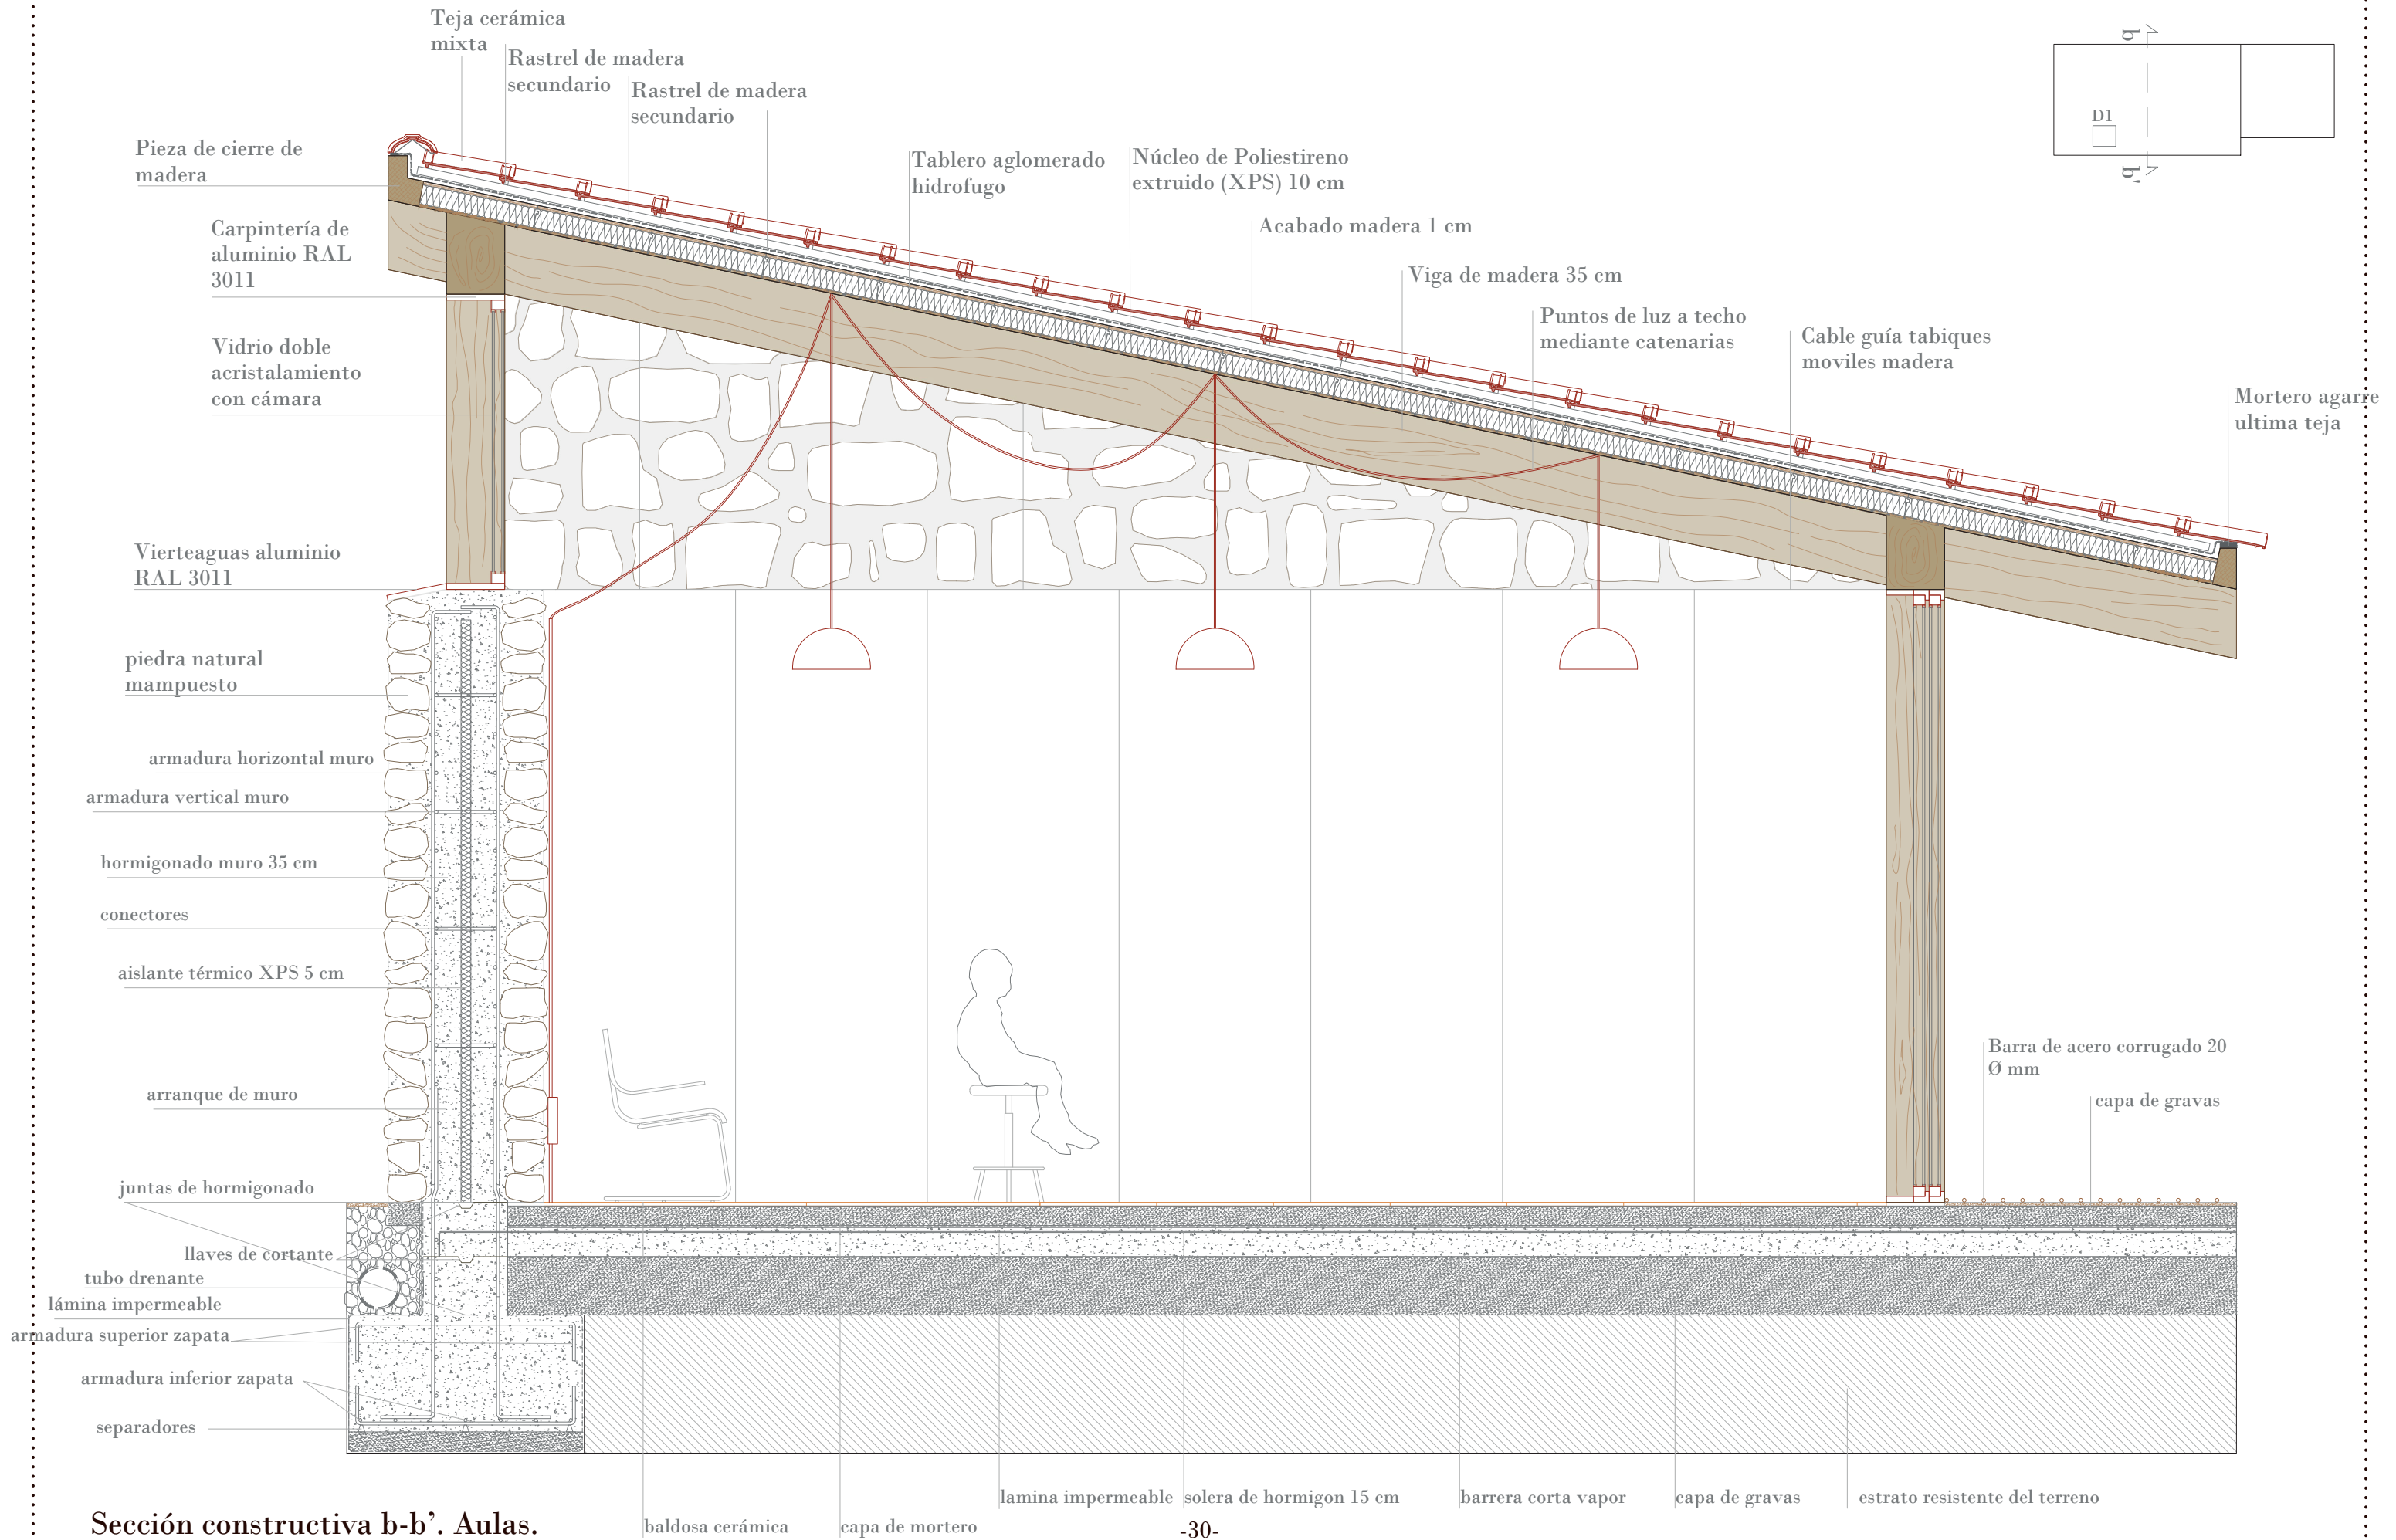 Teja cerámica
mixta
Rastrel de madera
secundario
Rastrel de madera
secundario
Pieza de cierre de
madera
Tablero aglomerado
hidrofugo
Núcleo de Poliestireno
extruido (XPS) 10 cm
Acabado madera 1 cm
Viga de madera 35 cm
Puntos de luz a techo
mediante catenarias
Cable guía tabiques
moviles madera
Mortero agarre
ultima teja
b
D1
b'
Carpintería de
aluminio RAL
3011
Vidrio doble
acristalamiento
con cámara
Vierteaguas aluminio
RAL 3011
piedra natural
mampuesto
armadura horizontal muro
armadura vertical muro
hormigonado muro 35 cm
conectores
aislante térmico XPS 5 cm
arranque de muro
juntas de hormigonado
llaves de cortante
tubo drenante
lámina impermeable
armadura superior zapata
armadura inferior zapata
separadores
Barra de acero corrugado 20
Ø mm
capa de gravas
baldosa cerámica
capa de mortero
lamina impermeable
solera de hormigon 15 cm
barrera corta vapor
capa de gravas
estrato resistente del terreno
Sección constructiva b-b’. Aulas.
-30-